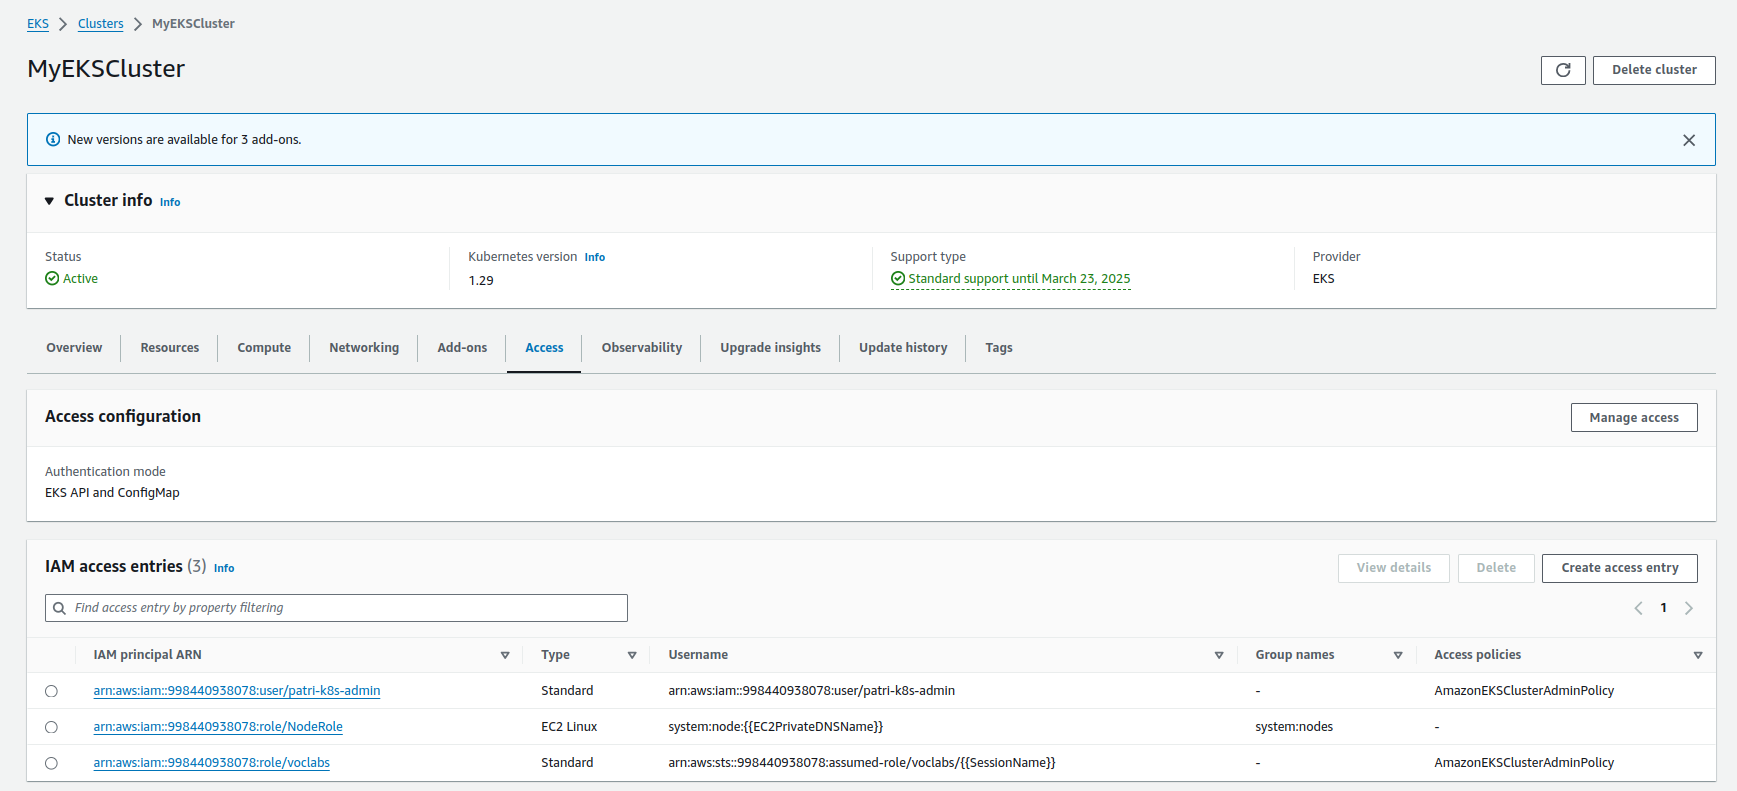 EKS > Clusters > MyEKSCluster
MyEKSCluster
Delete cluster
New versions are available for 3 add-ons.
Cluster info Info
Status Kubernetes version Info Support type Provider
Active 1.29 Standard support until March 23, 2025 EKS
Overview Resources Compute Networking Add-ons Access Observability Upgrade insights Update history Tags
Access configuration Manage access
Authentication mode
EKS API and ConfigMap
IAM access entries (3) Info View details Delete Create access entry
Find access entry by property filtering 1
IAM principal ARN Type Username Group names Access policies
arn:aws:iam::998440938078:user/patri-k8s-admin Standard arn:aws:iam::998440938078:user/patri-k8s-admin - AmazonEKSClusterAdminPolicy
arn:aws:iam::998440938078:role/NodeRole EC2 Linux system:node:{{EC2PrivateDNSName}} system:nodes -
arn:aws:iam::998440938078:role/voclabs Standard arn:aws:sts::998440938078:assumed-role/voclabs/{{SessionName}} - AmazonEKSClusterAdminPolicy